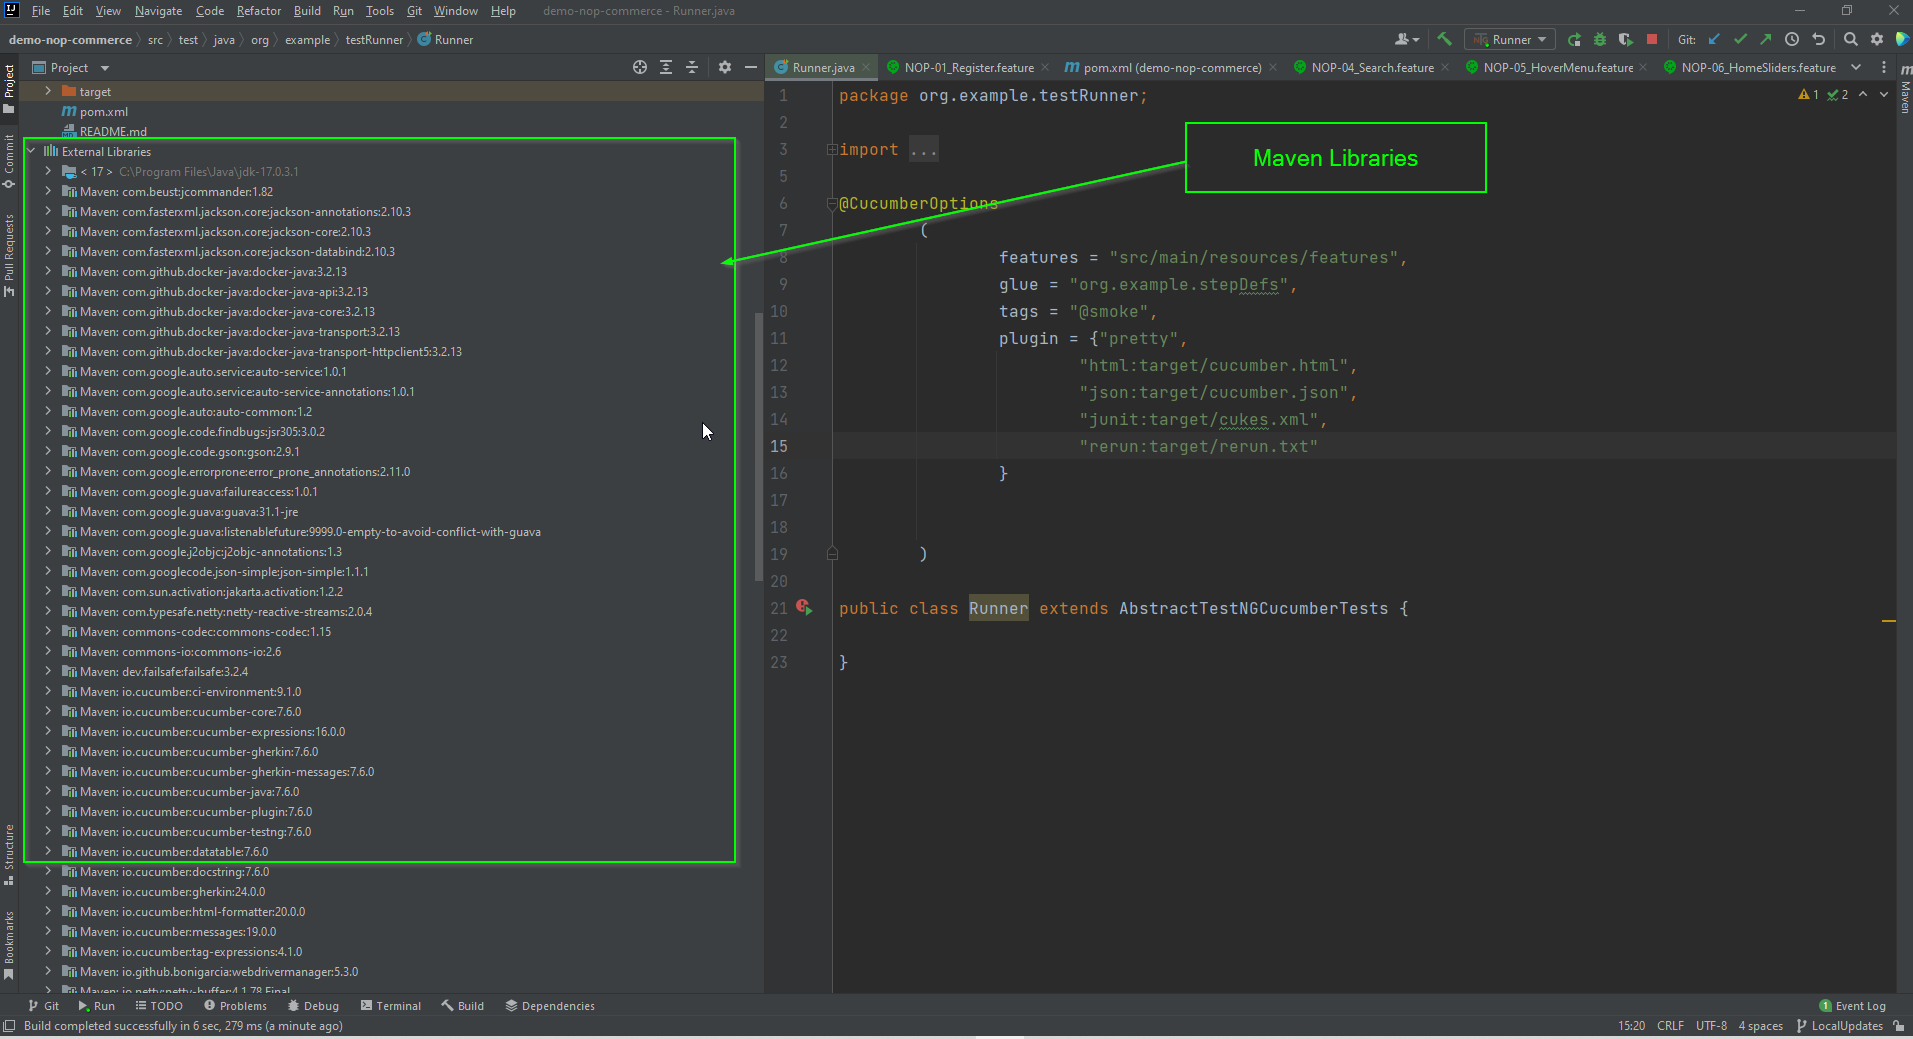 File Edit View Navigate Code Refactor Build Run Tools Git Window Help demo-nop-commerce - Runner.java
demo-nop-commerce src test java org example testRunner Runner
Runner Git:
Project
Runner.java NOP-01_Register.feature pom.xml (demo-nop-commerce) NOP-04_Search.feature NOP-05_HoverMenu.feature NOP-06_HomeSliders.feature
Project
Commit
Pull Requests
Structure
Bookmarks
Maven
target
pom.xml
README.md
External Libraries
< 17 > C:\Program Files\Java\jdk-17.0.3.1
Maven: com.beust:jcommander:1.82
Maven: com.fasterxml.jackson.core:jackson-annotations:2.10.3
Maven: com.fasterxml.jackson.core:jackson-core:2.10.3
Maven: com.fasterxml.jackson.core:jackson-databind:2.10.3
Maven: com.github.docker-java:docker-java:3.2.13
Maven: com.github.docker-java:docker-java-api:3.2.13
Maven: com.github.docker-java:docker-java-core:3.2.13
Maven: com.github.docker-java:docker-java-transport:3.2.13
Maven: com.github.docker-java:docker-java-transport-httpclient5:3.2.13
Maven: com.google.auto.service:auto-service:1.0.1
Maven: com.google.auto.service:auto-service-annotations:1.0.1
Maven: com.google.auto:auto-common:1.2
Maven: com.google.code.findbugs:jsr305:3.0.2
Maven: com.google.code.gson:gson:2.9.1
Maven: com.google.errorprone:error_prone_annotations:2.11.0
Maven: com.google.guava:failureaccess:1.0.1
Maven: com.google.guava:guava:31.1-jre
Maven: com.google.guava:listenablefuture:9999.0-empty-to-avoid-conflict-with-guava
Maven: com.google.j2objc:j2objc-annotations:1.3
Maven: com.googlecode.json-simple:json-simple:1.1.1
Maven: com.sun.activation:jakarta.activation:1.2.2
Maven: com.typesafe.netty:netty-reactive-streams:2.0.4
Maven: commons-codec:commons-codec:1.15
Maven: commons-io:commons-io:2.6
Maven: dev.failsafe:failsafe:3.2.4
Maven: io.cucumber:ci-environment:9.1.0
Maven: io.cucumber:cucumber-core:7.6.0
Maven: io.cucumber:cucumber-expressions:16.0.0
Maven: io.cucumber:cucumber-gherkin:7.6.0
Maven: io.cucumber:cucumber-gherkin-messages:7.6.0
Maven: io.cucumber:cucumber-java:7.6.0
Maven: io.cucumber:cucumber-plugin:7.6.0
Maven: io.cucumber:cucumber-testng:7.6.0
Maven: io.cucumber:datatable:7.6.0
Maven: io.cucumber:docstring:7.6.0
Maven: io.cucumber:gherkin:24.0.0
Maven: io.cucumber:html-formatter:20.0.0
Maven: io.cucumber:messages:19.0.0
Maven: io.cucumber:tag-expressions:4.1.0
Maven: io.github.bonigarcia:webdrivermanager:5.3.0
Maven: io.netty:netty-buffer:4.1.78.Final
Maven Libraries
1 2
1 package org.example.testRunner;
2
3 import ...
5
6 @CucumberOptions
7 (
8 features = "src/main/resources/features",
9 glue = "org.example.stepDefs",
10 tags = "@smoke",
11 plugin = {"pretty",
12 "html:target/cucumber.html",
13 "json:target/cucumber.json",
14 "junit:target/cukes.xml",
15 "rerun:target/rerun.txt"
16 }
17
18
19 )
20
21 public class Runner extends AbstractTestNGCucumberTests {
22
23 }
Git Run TODO Problems Debug Terminal Build Dependencies 1 Event Log
Build completed successfully in 6 sec, 279 ms (a minute ago) 15:20 CRLF UTF-8 4 spaces LocalUpdates